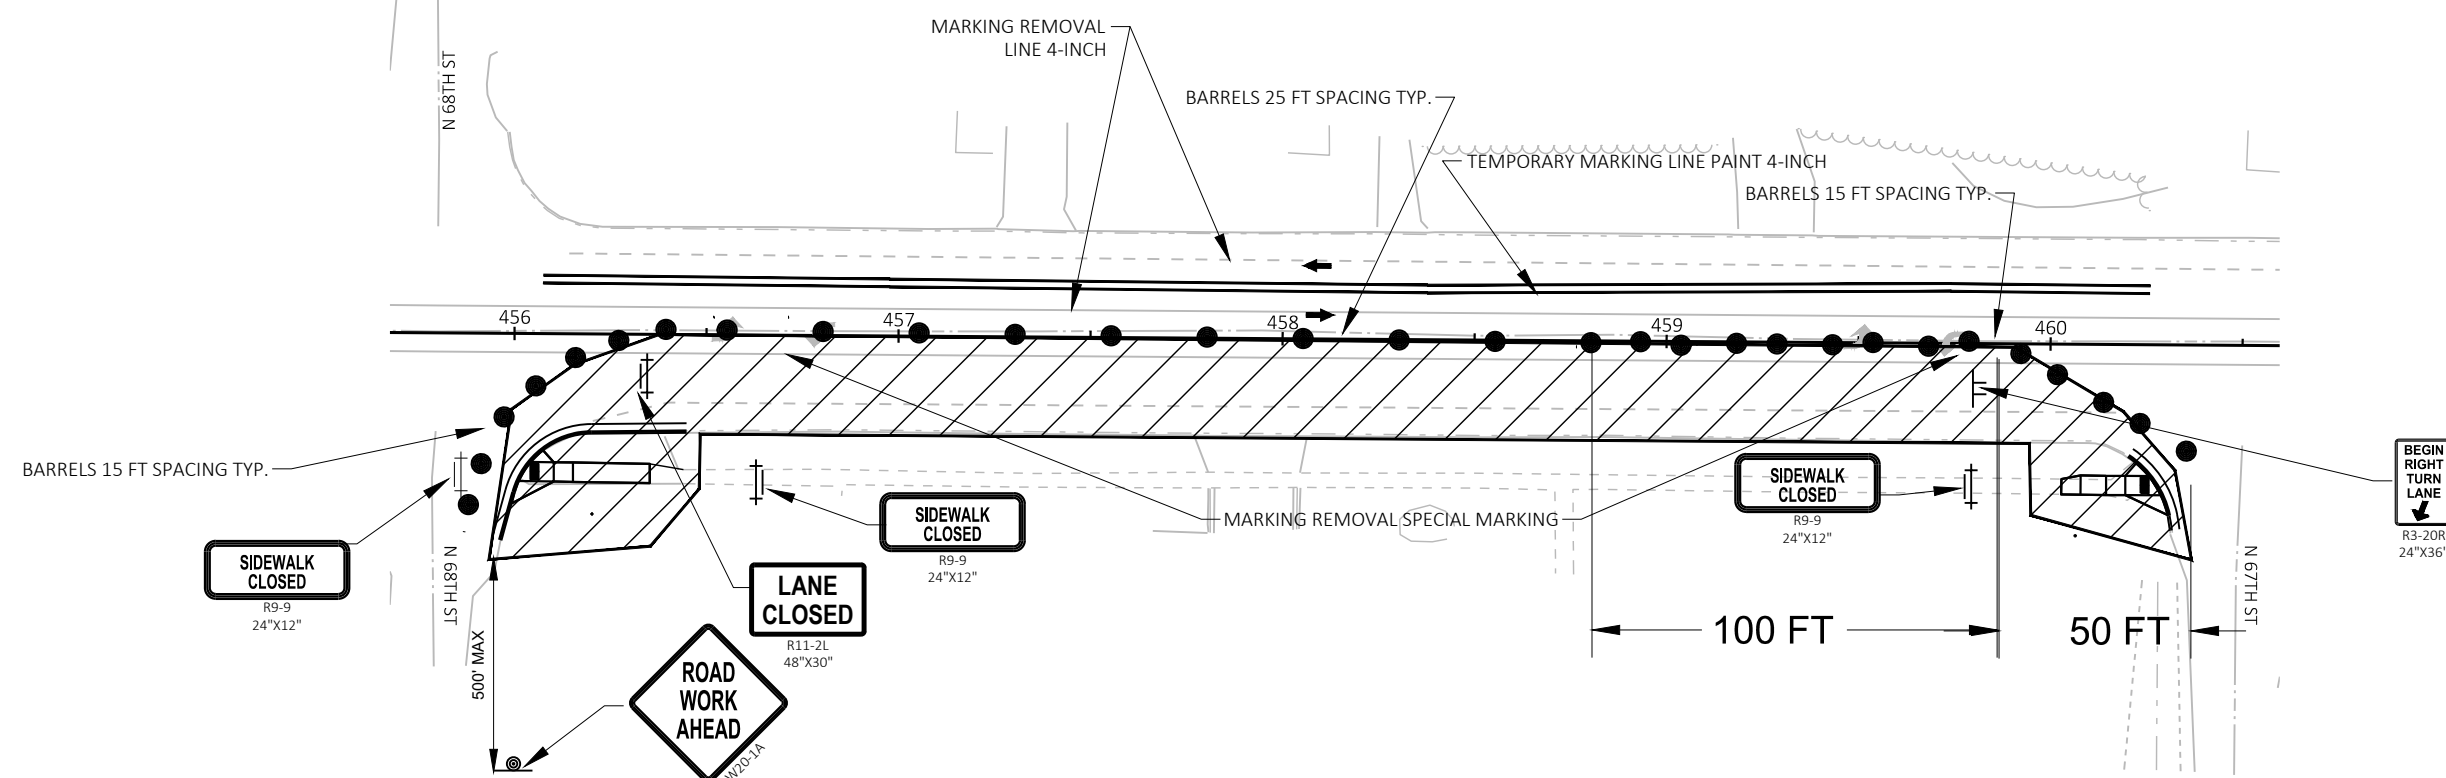 MARKING REMOVAL
LINE 4-INCH
N 68TH ST
BARRELS 25 FT SPACING TYP.
TEMPORARY MARKING LINE PAINT 4-INCH
BARRELS 15 FT SPACING TYP.
456
457
458
459
460
BARRELS 15 FT SPACING TYP.
SIDEWALK
CLOSED
R9-9
24"X12"
N 68TH ST
500' MAX
LANE
CLOSED
R11-2L
48"X30"
ROAD
WORK
AHEAD
W20-1A
SIDEWALK
CLOSED
R9-9
24"X12"
MARKING REMOVAL SPECIAL MARKING
SIDEWALK
CLOSED
R9-9
24"X12"
100 FT
50 FT
N 67TH ST
BEGIN
RIGHT
TURN
LANE
R3-20R
24"X36"